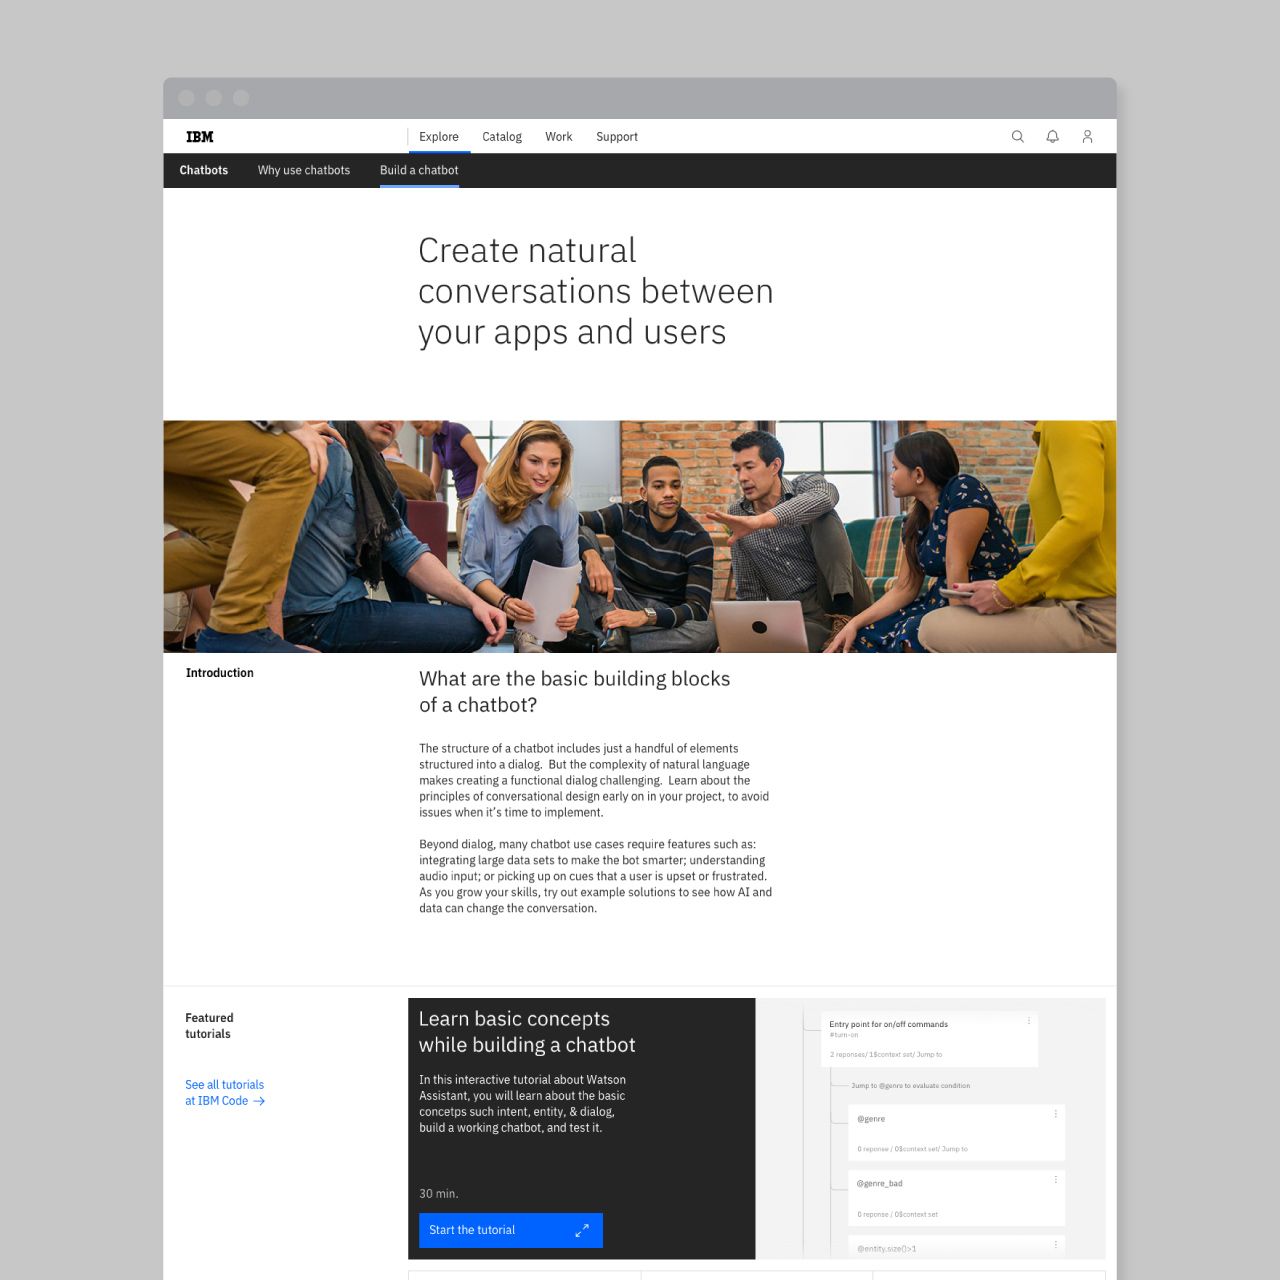 IBM
Explore
Catalog
Work
Support
Chatbots
Why use chatbots
Build a chatbot
Create natural
conversations between
your apps and users
Introduction
What are the basic building blocks
of a chatbot?
The structure of a chatbot includes just a handful of elements
structured into a dialog.  But the complexity of natural language
makes creating a functional dialog challenging.  Learn about the
principles of conversational design early on in your project, to avoid
issues when it’s time to implement.
Beyond dialog, many chatbot use cases require features such as:
integrating large data sets to make the bot smarter; understanding
audio input; or picking up on cues that a user is upset or frustrated.
As you grow your skills, try out example solutions to see how AI and
data can change the conversation.
Featured
tutorials
See all tutorials
at IBM Code →
Learn basic concepts
while building a chatbot
In this interactive tutorial about Watson
Assistant, you will learn about the basic
concetps such intent, entity, & dialog,
build a working chatbot, and test it.
30 min.
Start the tutorial
Entry point for on/off commands
#turn-on
2 reponses/ 1$context set/ Jump to
Jump to @genre to evaluate condition
@genre
0 reponse / 0$context set/ Jump to
@genre_bad
0 reponse / 0$context set
@entity.size()>1